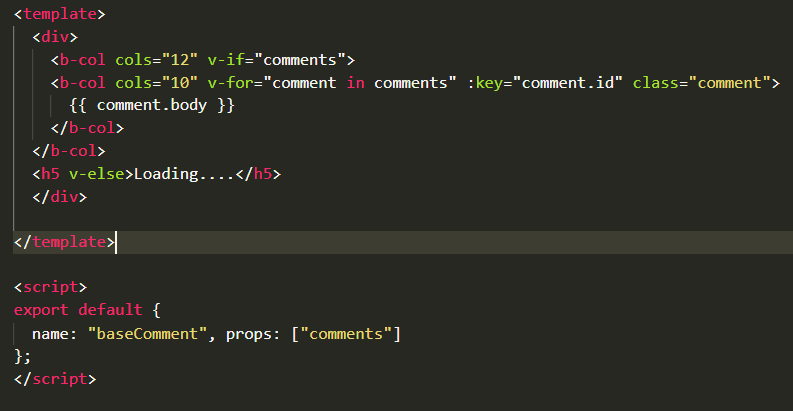 <template>
<div>
<b-col cols="12" v-if="comments">
<b-col cols="10" v-for="comment in comments" :key="comment.id" class="comment">
{{ comment.body }}
</b-col>
</b-col>
<h5 v-else>Loading....</h5>
</div>
</template>
<script>
export default {
name: "baseComment", props: ["comments"]
};
</script>